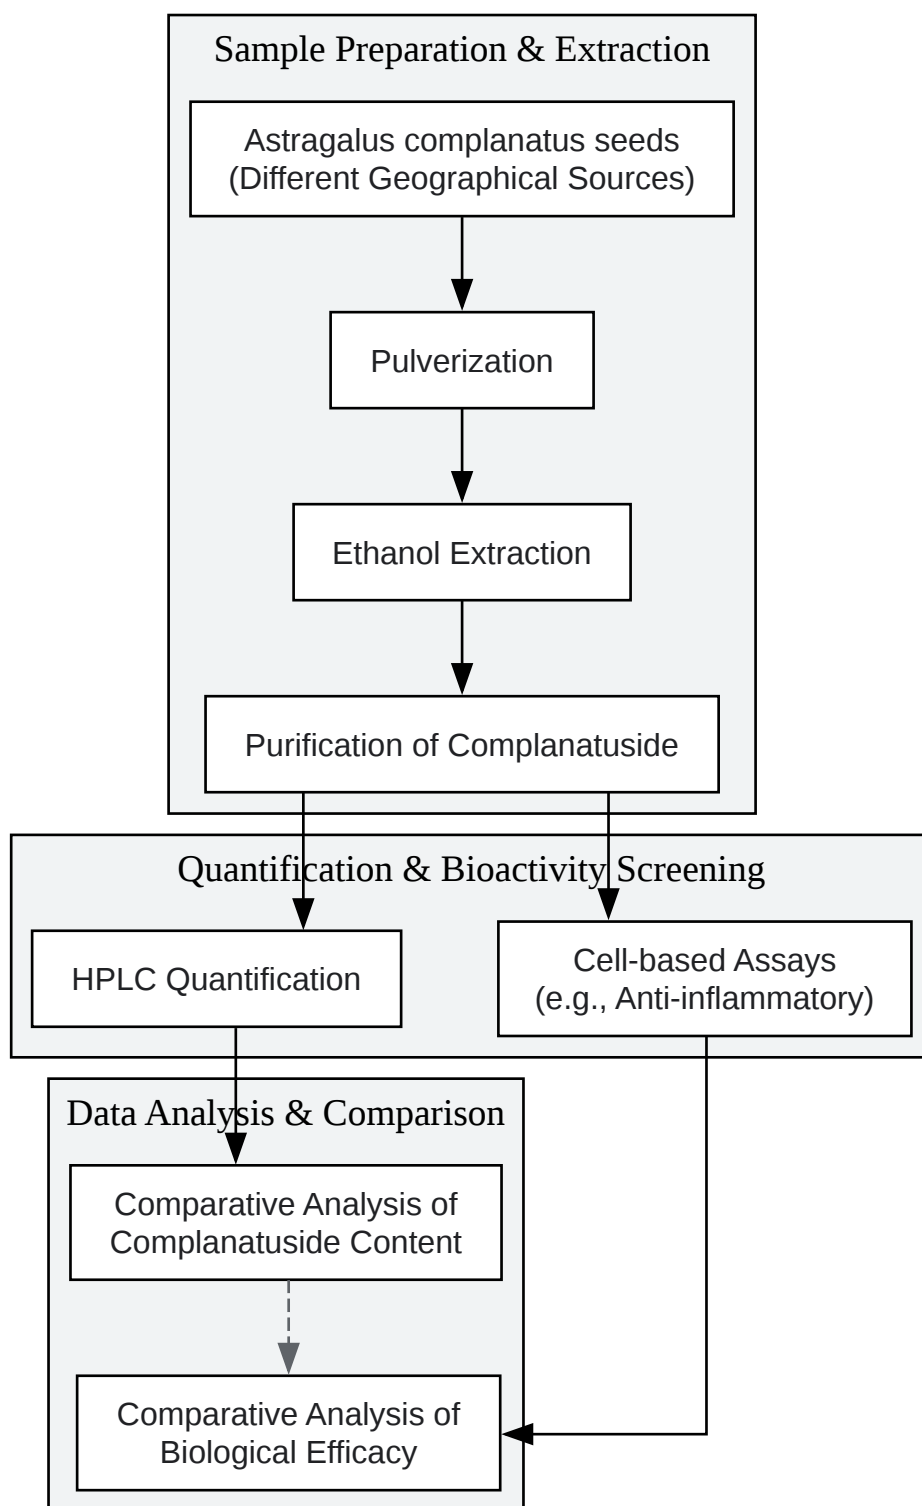 Sample Preparation & Extraction
Astragalus complanatus seeds
(Different Geographical Sources)
Pulverization
Ethanol Extraction
Purification of Complanatuside
Quantification & Bioactivity Screening
HPLC Quantification
Cell-based Assays
(e.g., Anti-inflammatory)
Data Analysis & Comparison
Comparative Analysis of
Complanatuside Content
Comparative Analysis of
Biological Efficacy